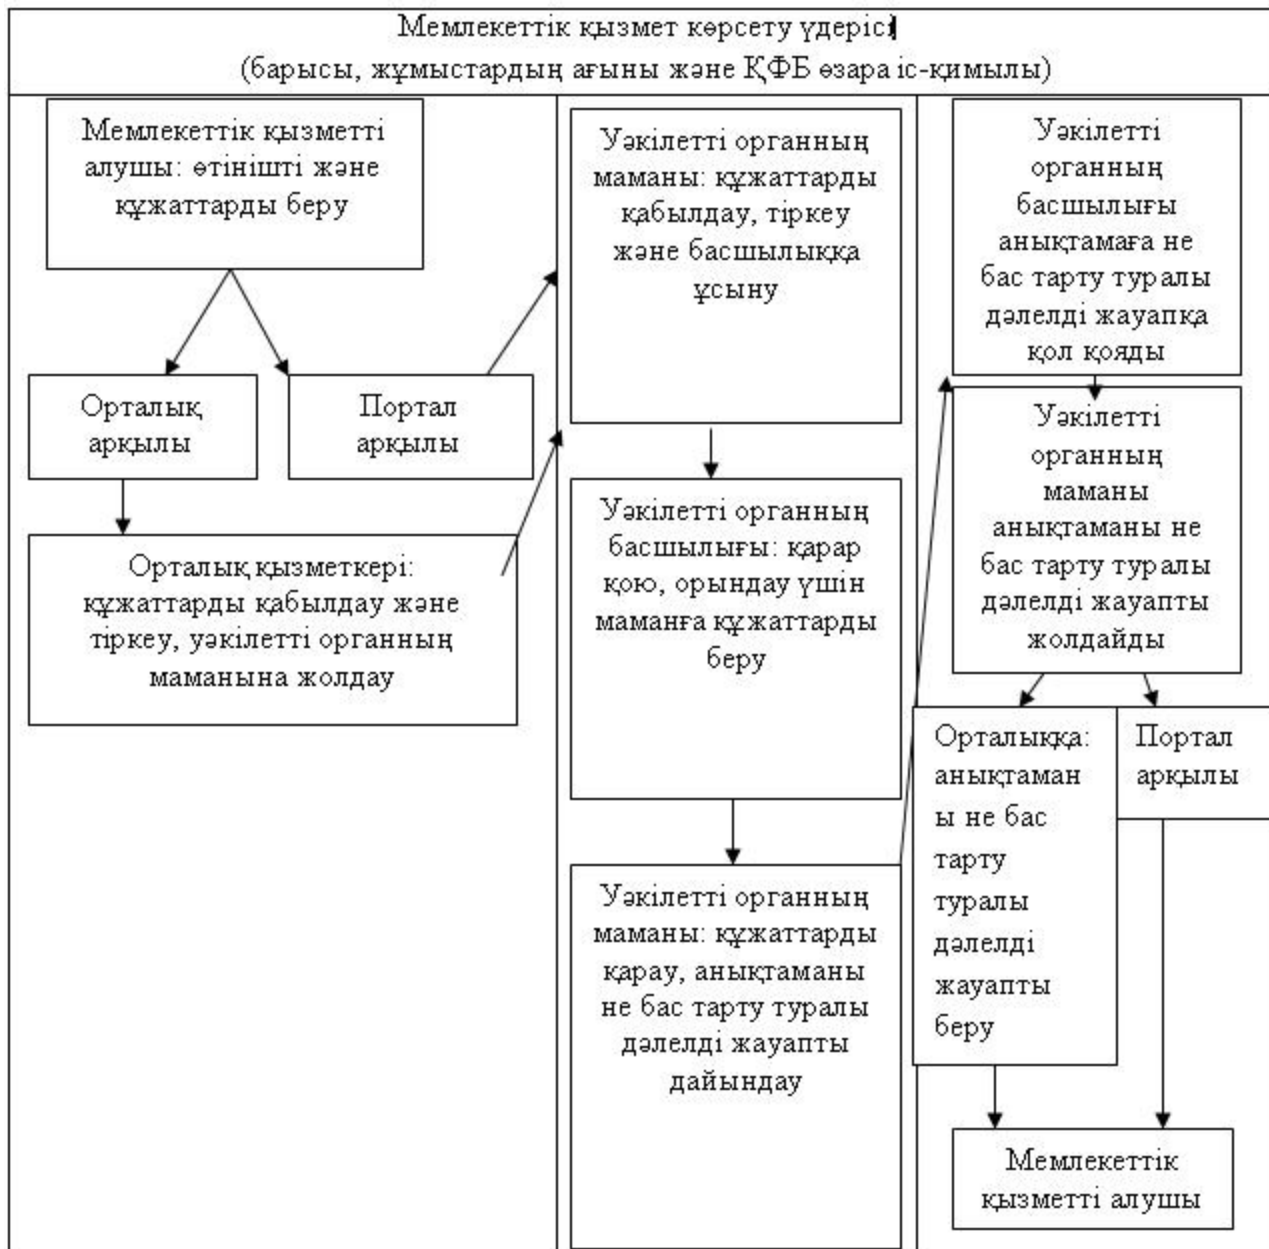 Мемлекеттік қызмет көрсету үдерісі
(барысы, жұмыстардың ағыны және ҚФБ өзара іс-қимылы)
Мемлекеттік қызметті
алушы: өтінішті және
құжаттарды беру
Орталық
арқылы
Портал
арқылы
Орталық қызметкері:
құжаттарды қабылдау және
тіркеу, уәкілетті органның
маманына жолдау
Уәкілетті органның
маманы: құжаттарды
қабылдау, тіркеу
және басшылыққа
ұсыну
Уәкілетті органның
басшылығы: қарар
қою, орындау үшін
маманға құжаттарды
беру
Уәкілетті органның
маманы: құжаттарды
қарау, анықтаманы
не бас тарту туралы
дәлелді жауапты
дайындау
Уәкілетті
органның
басшылығы
анықтамаға не
бас тарту туралы
дәлелді жауапқа
қол қояды
Уәкілетті
органның
маманы
анықтаманы не
бас тарту туралы
дәлелді жауапты
жолдайды
Орталыққа:
анықтаман
ы не бас
тарту
туралы
дәлелді
жауапты
беру
Портал
арқылы
Мемлекеттік
қызметті алушы